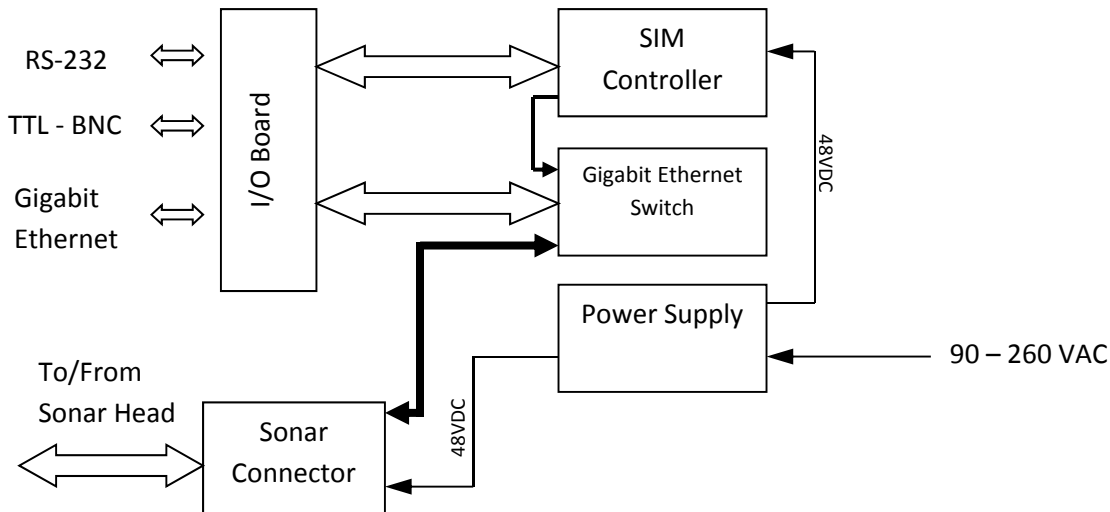 RS-232
TTL - BNC
Gigabit
Ethernet
I/O Board
SIM
Controller
Gigabit Ethernet
Switch
48VDC
Power Supply
90 – 260 VAC
To/From
Sonar Head
Sonar
Connector
48VDC